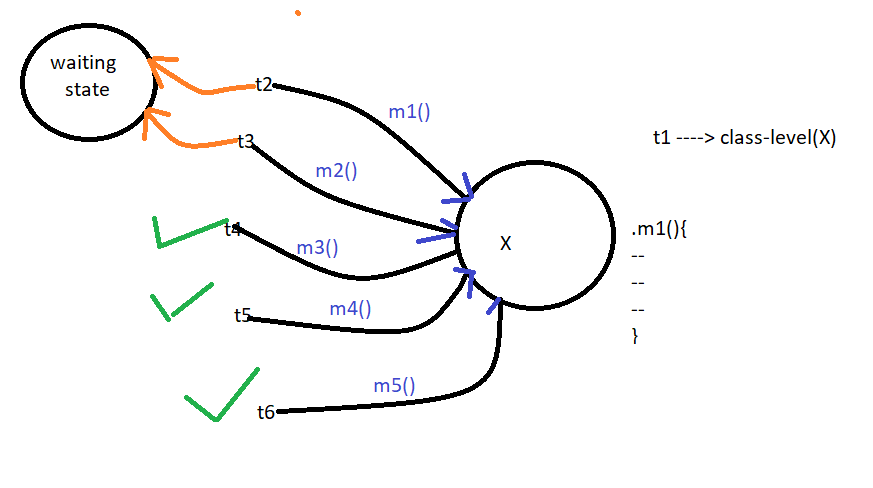 waiting
state
t2
m1()
t3
m2()
t4
m3()
t5
m4()
t6
m5()
X
t1 ----> class-level(X)
.m1(){
--
--
--
}